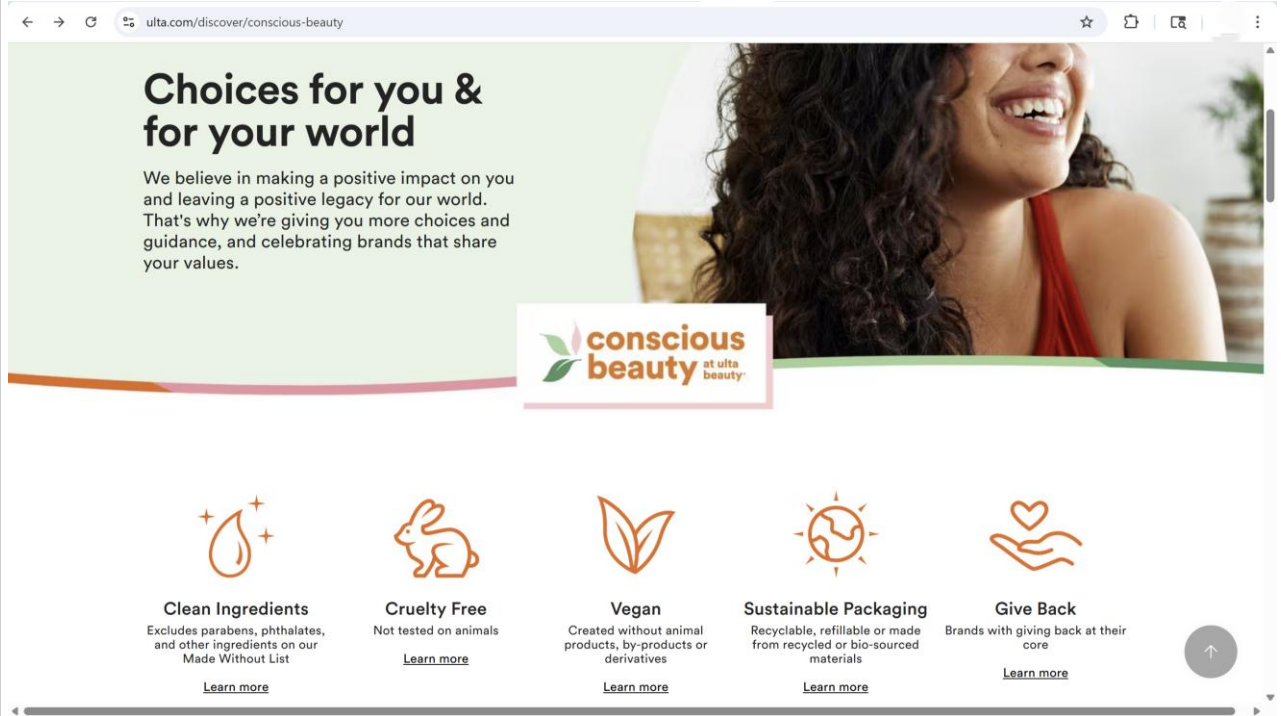 ulta.com/discover/conscious-beauty
Choices for you &
for your world
We believe in making a positive impact on you
and leaving a positive legacy for our world.
That's why we’re giving you more choices and
guidance, and celebrating brands that share
your values.
conscious
beauty at ulta
beauty
Clean Ingredients
Excludes parabens, phthalates,
and other ingredients on our
Made Without List
Learn more
Cruelty Free
Not tested on animals
Learn more
Vegan
Created without animal
products, by-products or
derivatives
Learn more
Sustainable Packaging
Recyclable, refillable or made
from recycled or bio-sourced
materials
Learn more
Give Back
Brands with giving back at their
core
Learn more